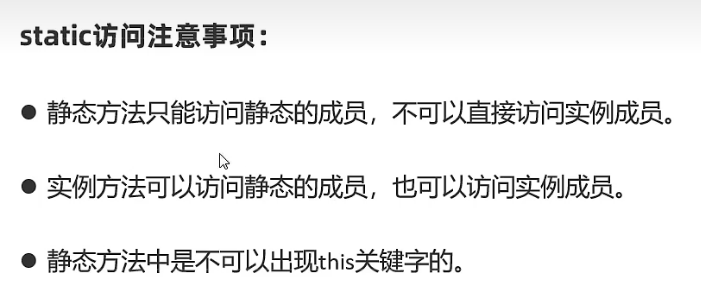 static访问注意事项：
● 静态方法只能访问静态的成员，不可以直接访问实例成员。
● 实例方法可以访问静态的成员，也可以访问实例成员。
● 静态方法中是不可以出现this关键字的。